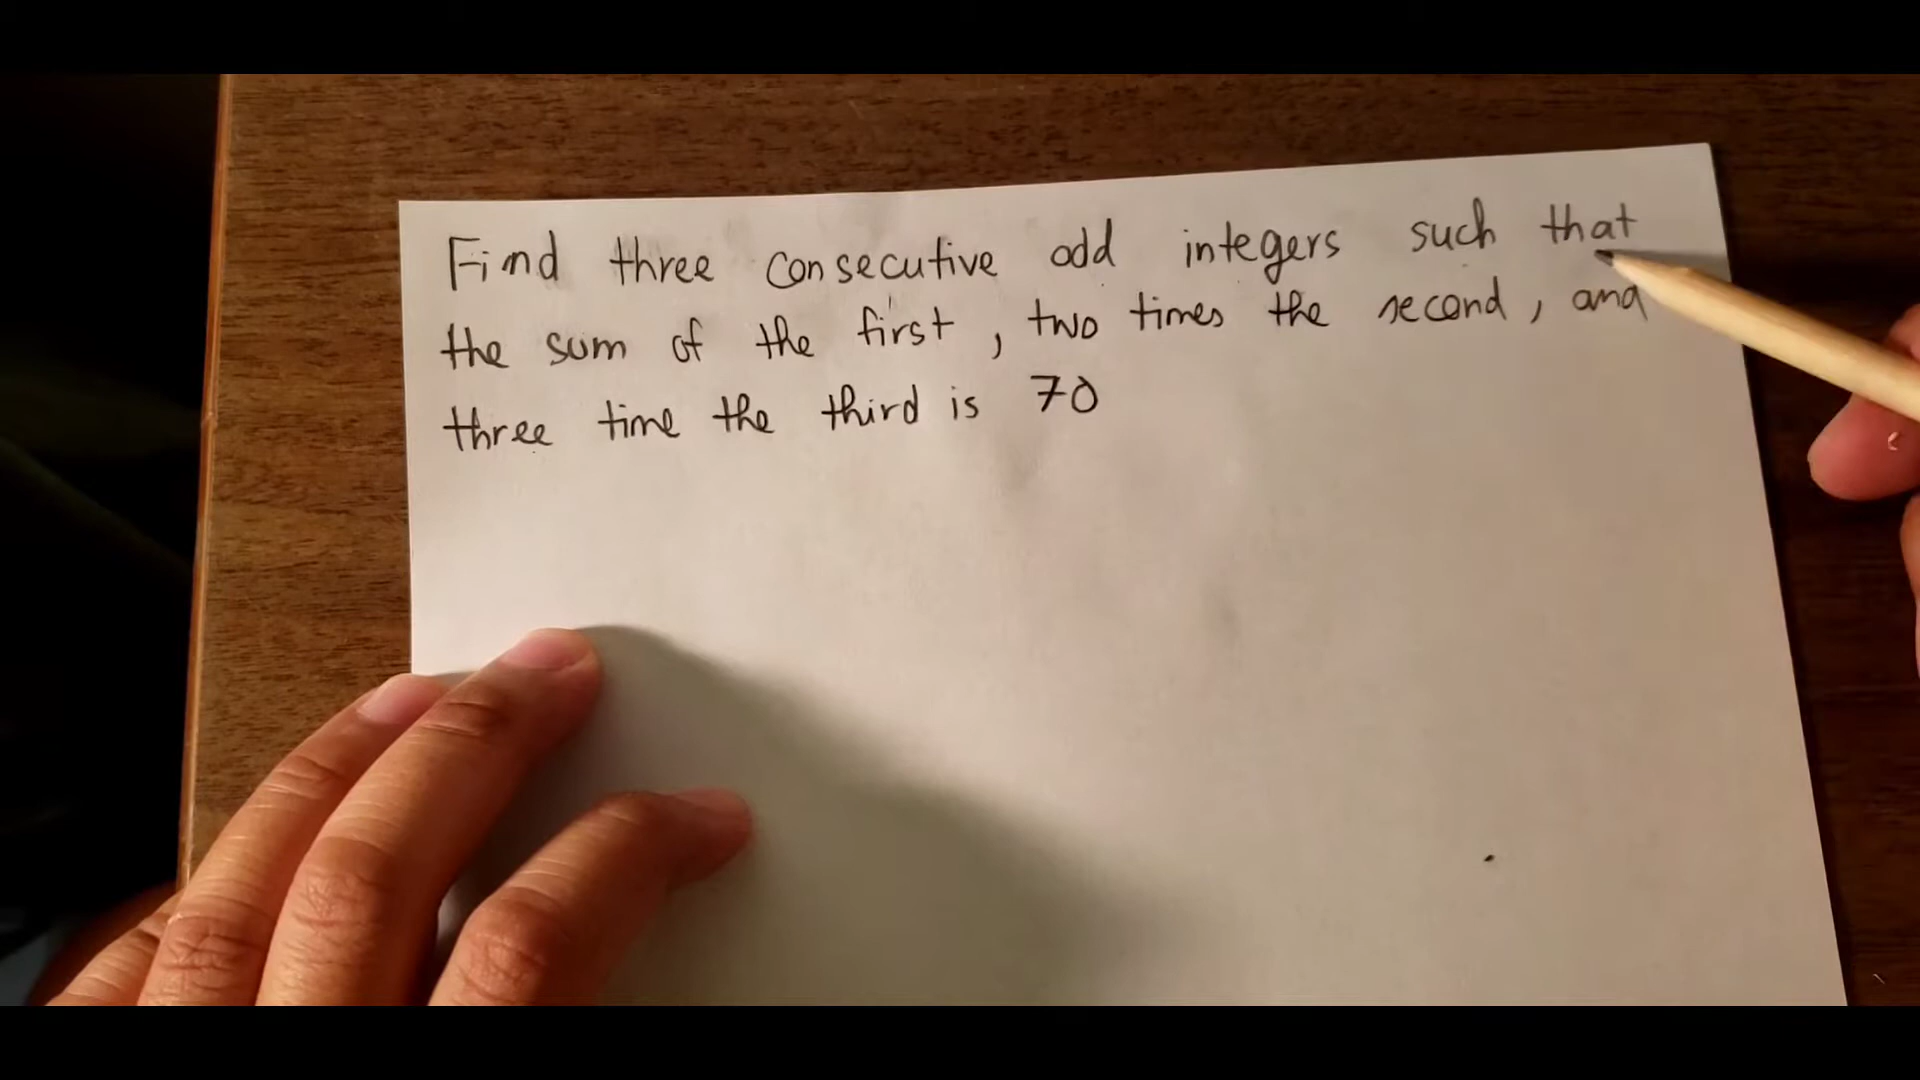 Find three consecutive odd integers such that
the sum of the first, two times the second, and
three time the third is 70